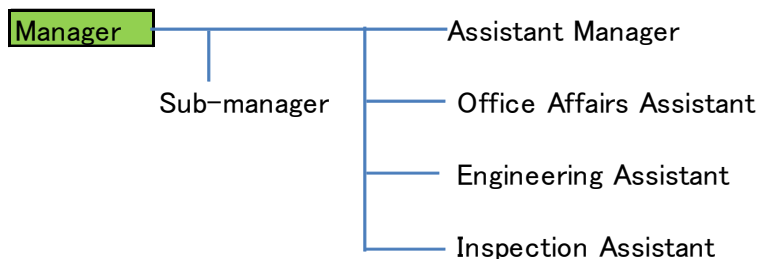 Manager
Assistant Manager
Sub-manager
Office Affairs Assistant
Engineering Assistant
Inspection Assistant